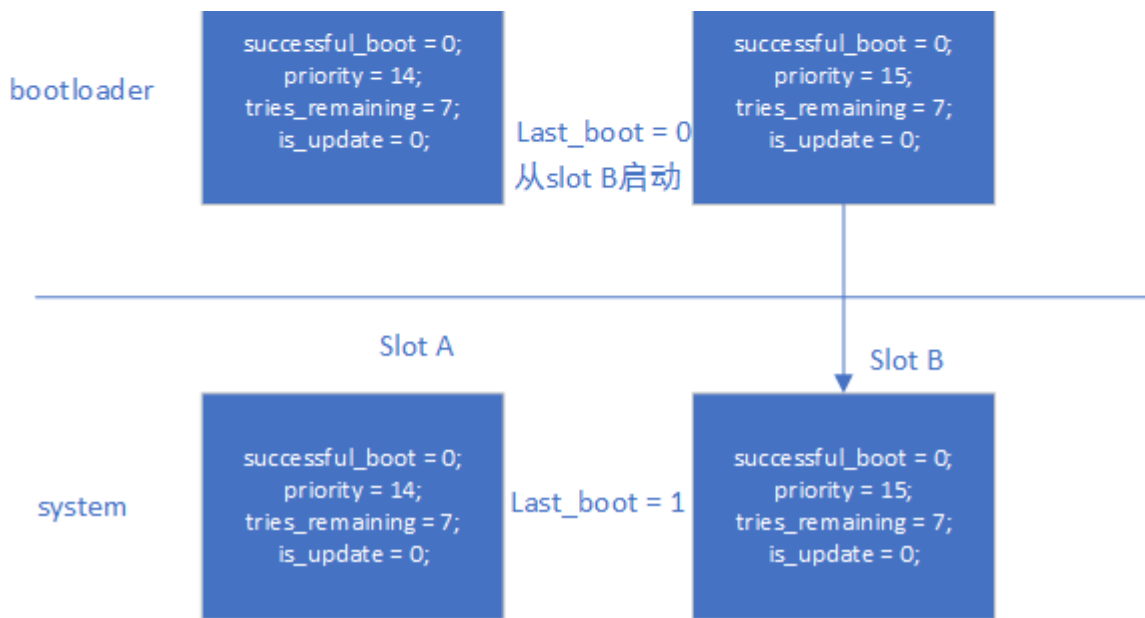 bootloader
successful_boot = 0;
priority = 14;
tries_remaining = 7;
is_update = 0;
Last_boot = 0
从slot B启动
successful_boot = 0;
priority = 15;
tries_remaining = 7;
is_update = 0;
Slot A
Slot B
system
successful_boot = 0;
priority = 14;
tries_remaining = 7;
is_update = 0;
Last_boot = 1
successful_boot = 0;
priority = 15;
tries_remaining = 7;
is_update = 0;